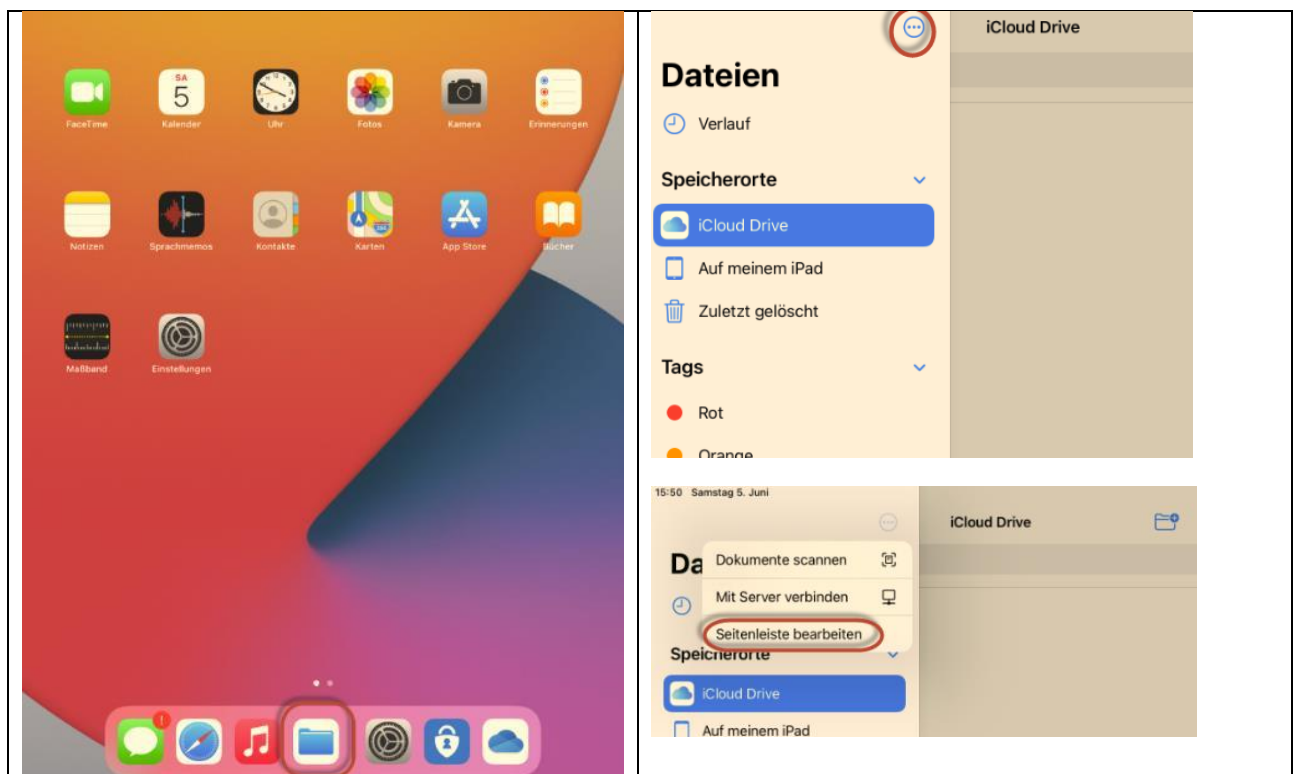 SA
5
FaceTime
Kalender
Uhr
Fotos
Kamera
Erinnerungen
Notizen
Sprachmemos
Kontakte
Karten
App Store
Bücher
Maßband
Einstellungen
!
iCloud Drive
Dateien
Verlauf
Speicherorte
iCloud Drive
Auf meinem iPad
Zuletzt gelöscht
Tags
Rot
Orange
15:50 Samstag 5. Juni
iCloud Drive
Da
Dokumente scannen
Mit Server verbinden
Seitenleiste bearbeiten
Speicherorte
iCloud Drive
Auf meinem iPad